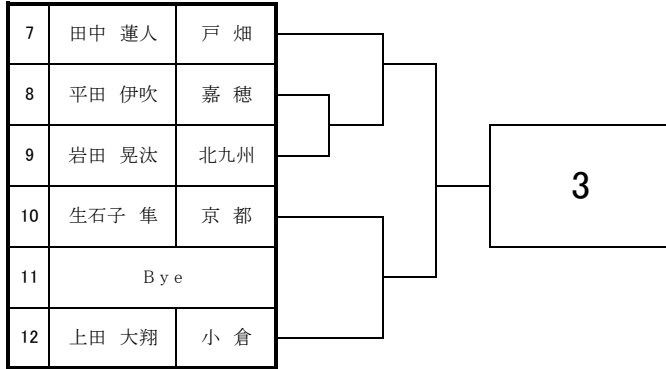 7 田中 蓮人 戸 畑
8 平田 伊吹 嘉 穂
9 岩田 晃汰 北九州
10 生石子 隼 京 都
11 Bye
12 上田 大翔 小 倉
3